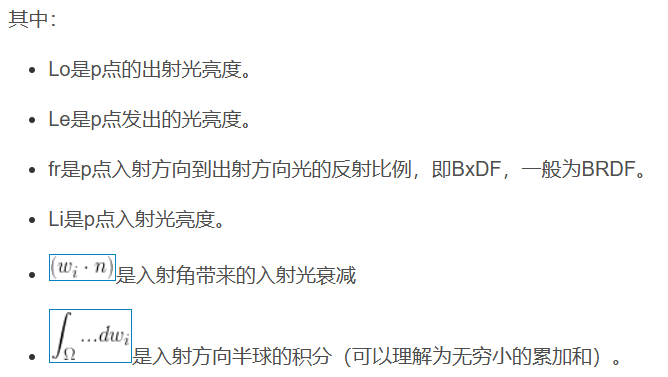 其中：
Lo是p点的出射光亮度。
Le是p点发出的光亮度。
fr是p点入射方向到出射方向光的反射比例，即BxDF，一般为BRDF。
Li是p点入射光亮度。
(w_i · n)是入射角带来的入射光衰减
∫_Ω ...dw_i是入射方向半球的积分（可以理解为无穷小的累加和）。